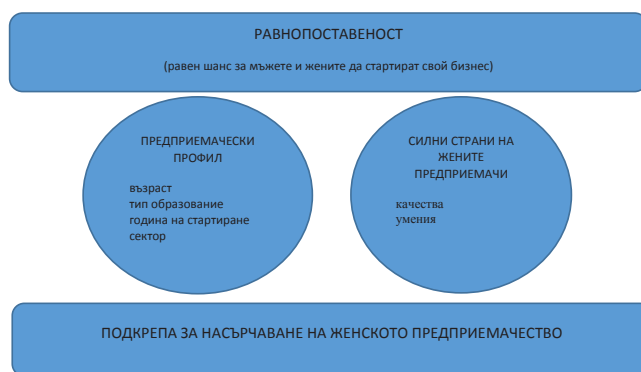 РАВНОПОСТАВЕНОСТ
(равен шанс за мъжете и жените да стартират свой бизнес)
ПРЕДПРИЕМАЧЕСКИ
ПРОФИЛ
възраст
тип образование
година на стартиране
сектор
СИЛНИ СТРАНИ НА
ЖЕНИТЕ
ПРЕДПРИЕМАЧИ
качества
умения
ПОДКРЕПА ЗА НАСЪРЧАВАНЕ НА ЖЕНСКОТО ПРЕДПРИЕМАЧЕСТВО